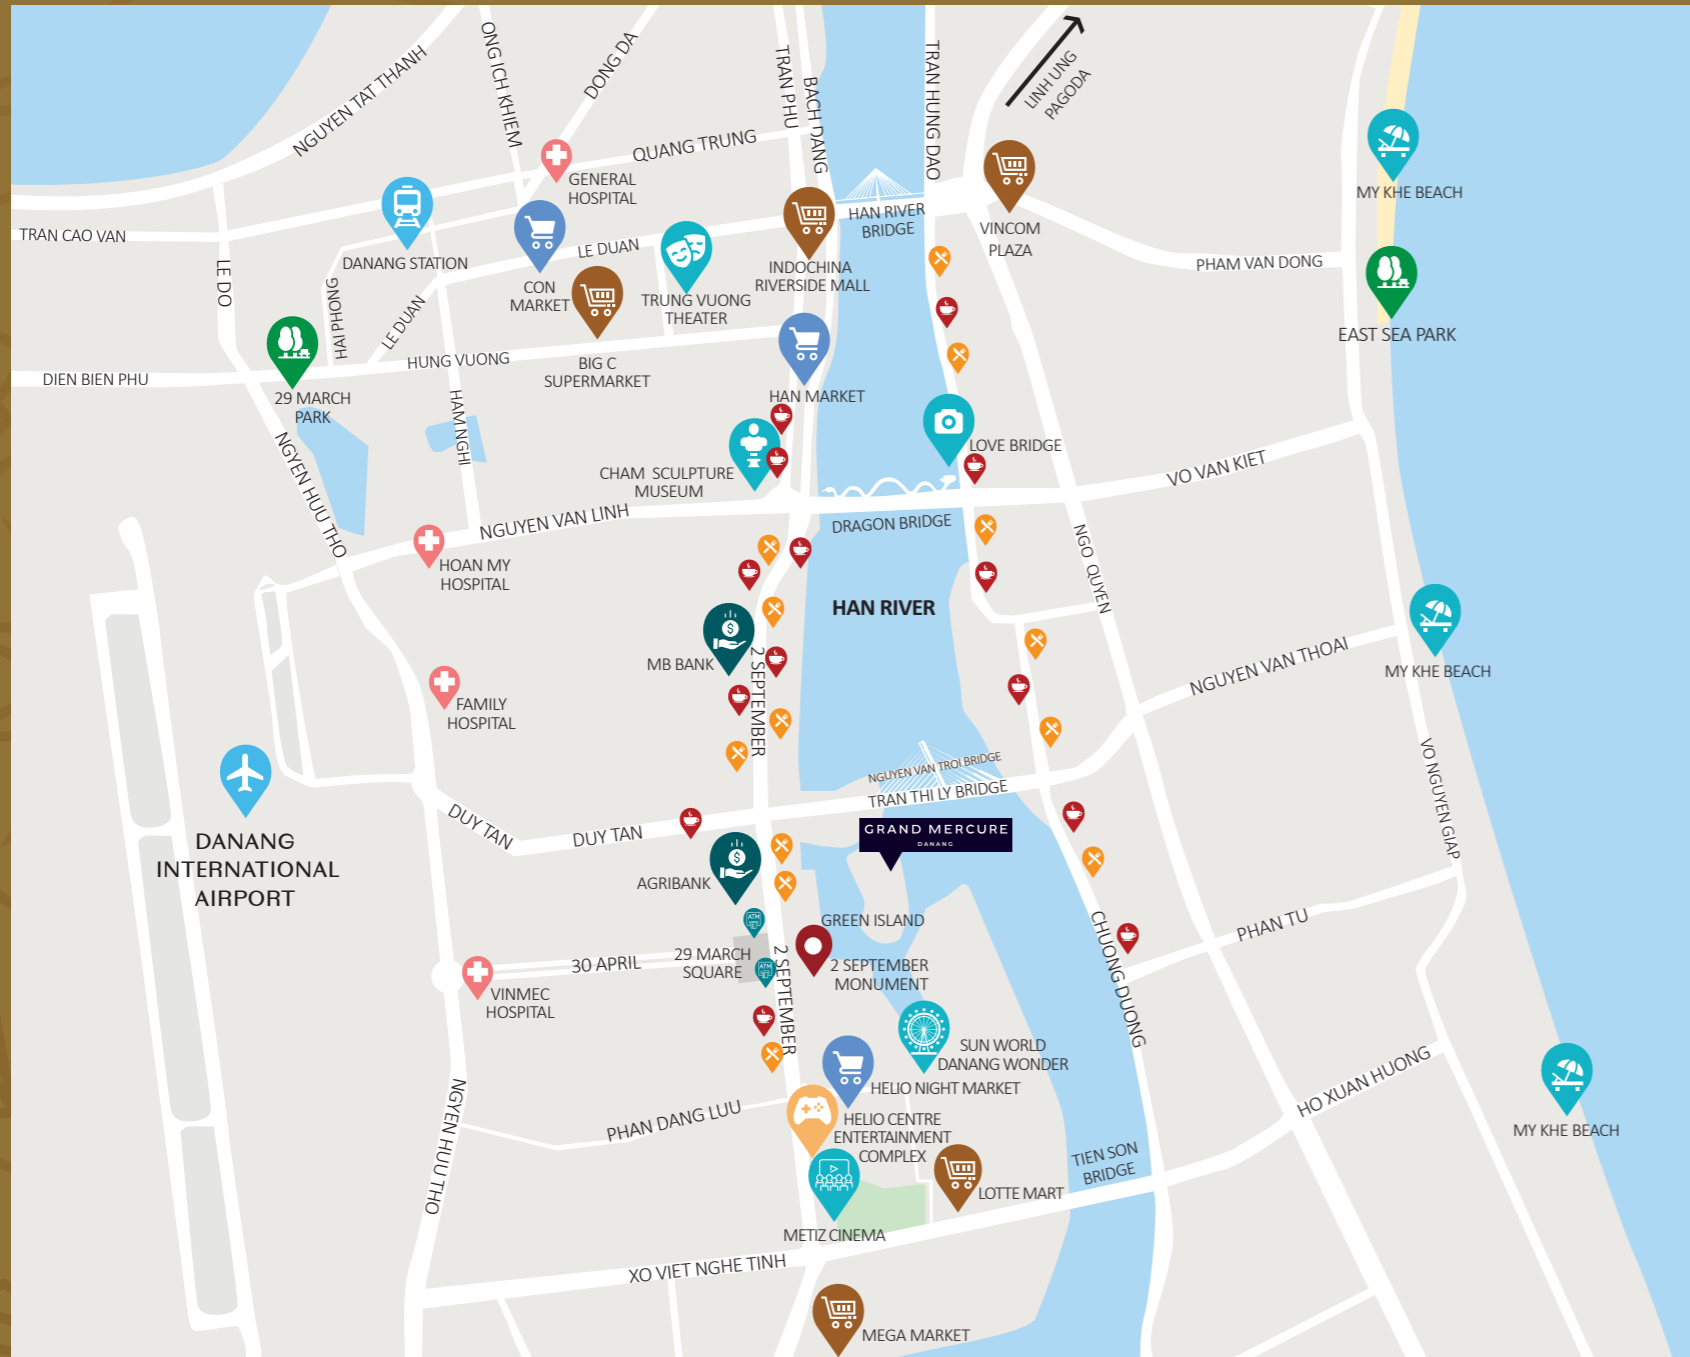 NGUYEN TAT THANH
ONG ICH KHIEM
DONG DA
TRAN PHU
BACH DANG
TRAN HUNG DAO
LINH UNG
PAGODA
QUANG TRUNG
GENERAL
HOSPITAL
MY KHE BEACH
TRAN CAO VAN
DANANG STATION
LE DUAN
HAN RIVER
BRIDGE
VINCOM
PLAZA
PHAM VAN DONG
LE DO
HAI PHONG
LE DUAN
CON
MARKET
TRUNG VUONG
THEATER
INDOCHINA
RIVERSIDE MALL
EAST SEA PARK
DIEN BIEN PHU
HUNG VUONG
BIG C
SUPERMARKET
29 MARCH
PARK
HAN MARKET
HAM NGHI
LOVE BRIDGE
NGYEN HUU THO
CHAM SCULPTURE
MUSEUM
VO VAN KIET
NGUYEN VAN LINH
DRAGON BRIDGE
NGO QUYEN
HOAN MY
HOSPITAL
HAN RIVER
MB BANK
2 SEPTEMBER
NGUYEN VAN THOAI
MY KHE BEACH
FAMILY
HOSPITAL
VO NGUYEN GIAP
NGUYEN VAN TROI BRIDGE
TRAN THI LY BRIDGE
DANANG
INTERNATIONAL
AIRPORT
DUY TAN
DUY TAN
GRAND MERCURE
DANANG
AGRIBANK
ATM
GREEN ISLAND
CHUONG DUONG
PHAN TU
30 APRIL
29 MARCH
SQUARE
ATM
2 SEPTEMBER
2 SEPTEMBER
MONUMENT
VINMEC
HOSPITAL
SUN WORLD
DANANG WONDER
HELIO NIGHT MARKET
HO XUAN HUONG
NGYEN HUU THO
PHAN DANG LUU
HELIO CENTRE
ENTERTAINMENT
COMPLEX
MY KHE BEACH
TIEN SON
BRIDGE
LOTTE MART
METIZ CINEMA
XO VIET NGHE TINH
MEGA MARKET